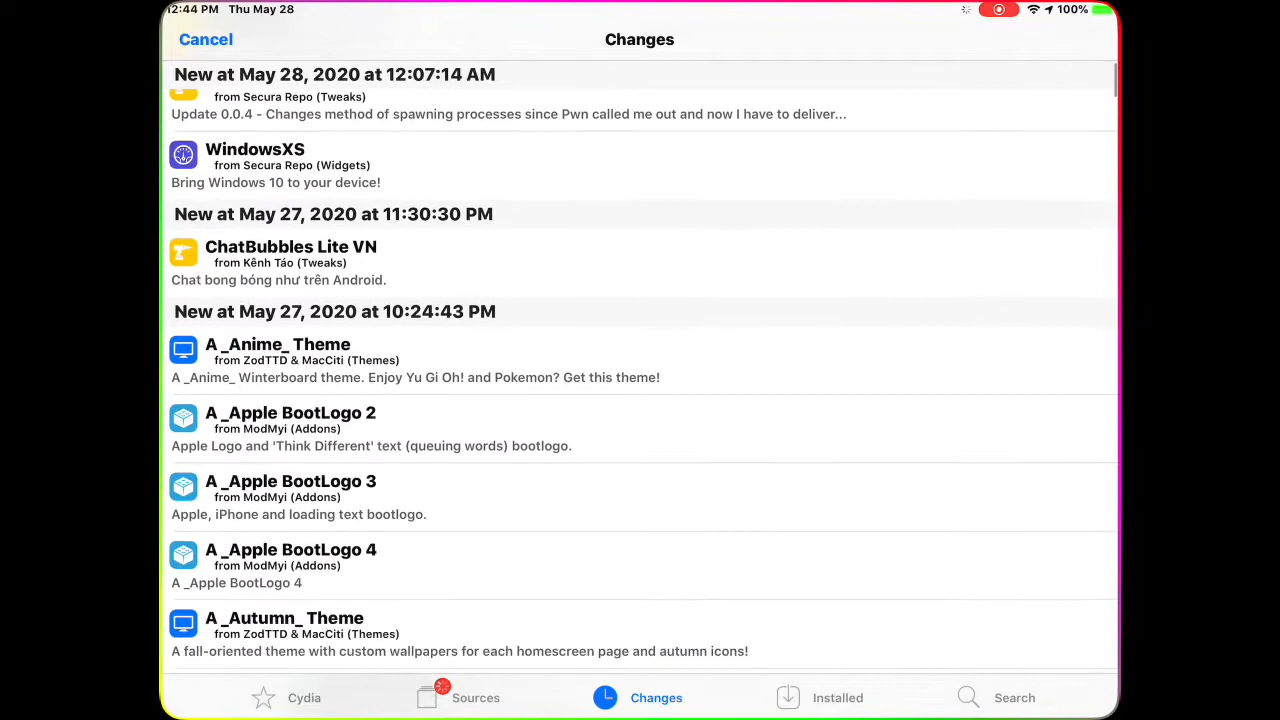 2:44 PM Thu May 28 100%
Cancel Changes
New at May 28, 2020 at 12:07:14 AM
from Secura Repo (Tweaks)
Update 0.0.4 - Changes method of spawning processes since Pwn called me out and now I have to deliver...
WindowsXS
from Secura Repo (Widgets)
Bring Windows 10 to your device!
New at May 27, 2020 at 11:30:30 PM
ChatBubbles Lite VN
from Kênh Táo (Tweaks)
Chat bong bóng như trên Android.
New at May 27, 2020 at 10:24:43 PM
A _Anime_ Theme
from ZodTTD & MacCiti (Themes)
A _Anime_ Winterboard theme. Enjoy Yu Gi Oh! and Pokemon? Get this theme!
A _Apple BootLogo 2
from ModMyi (Addons)
Apple Logo and 'Think Different' text (queuing words) bootlogo.
A _Apple BootLogo 3
from ModMyi (Addons)
Apple, iPhone and loading text bootlogo.
A _Apple BootLogo 4
from ModMyi (Addons)
A _Apple BootLogo 4
A _Autumn_ Theme
from ZodTTD & MacCiti (Themes)
A fall-oriented theme with custom wallpapers for each homescreen page and autumn icons!
Cydia Sources Changes Installed Search